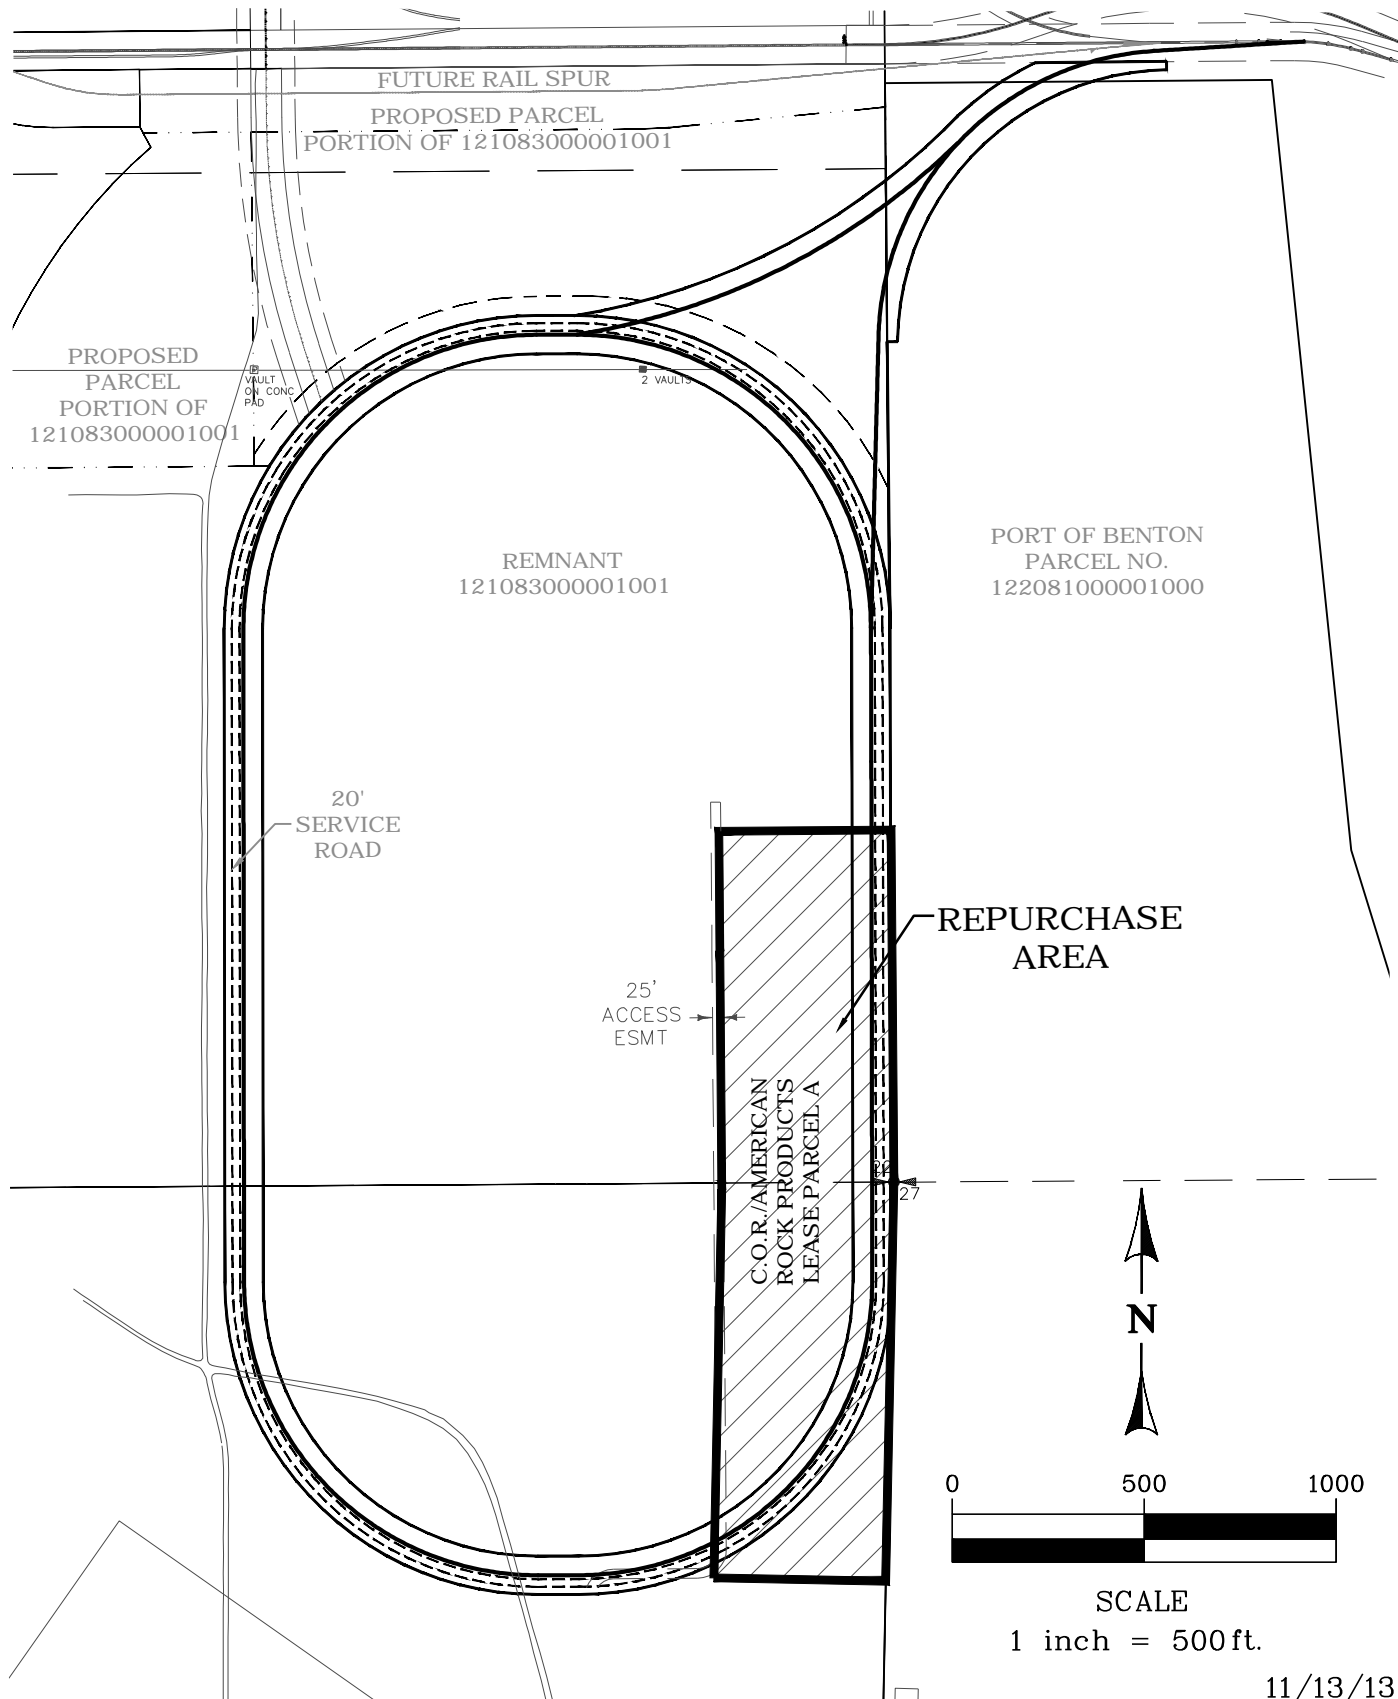 FUTURE RAIL SPUR
PROPOSED PARCEL
PORTION OF 121083000001001
PROPOSED
PARCEL
PORTION OF
121083000001001
VAULT
ON CONC
PAD
2 VAULTS
REMNANT
121083000001001
PORT OF BENTON
PARCEL NO.
122081000001000
20'
SERVICE
ROAD
REPURCHASE
AREA
25'
ACCESS
ESMT
C.O.R./AMERICAN
ROCK PRODUCTS
LEASE PARCEL A
27
N
0 500 1000
SCALE
1 inch = 500 ft.
11/13/13